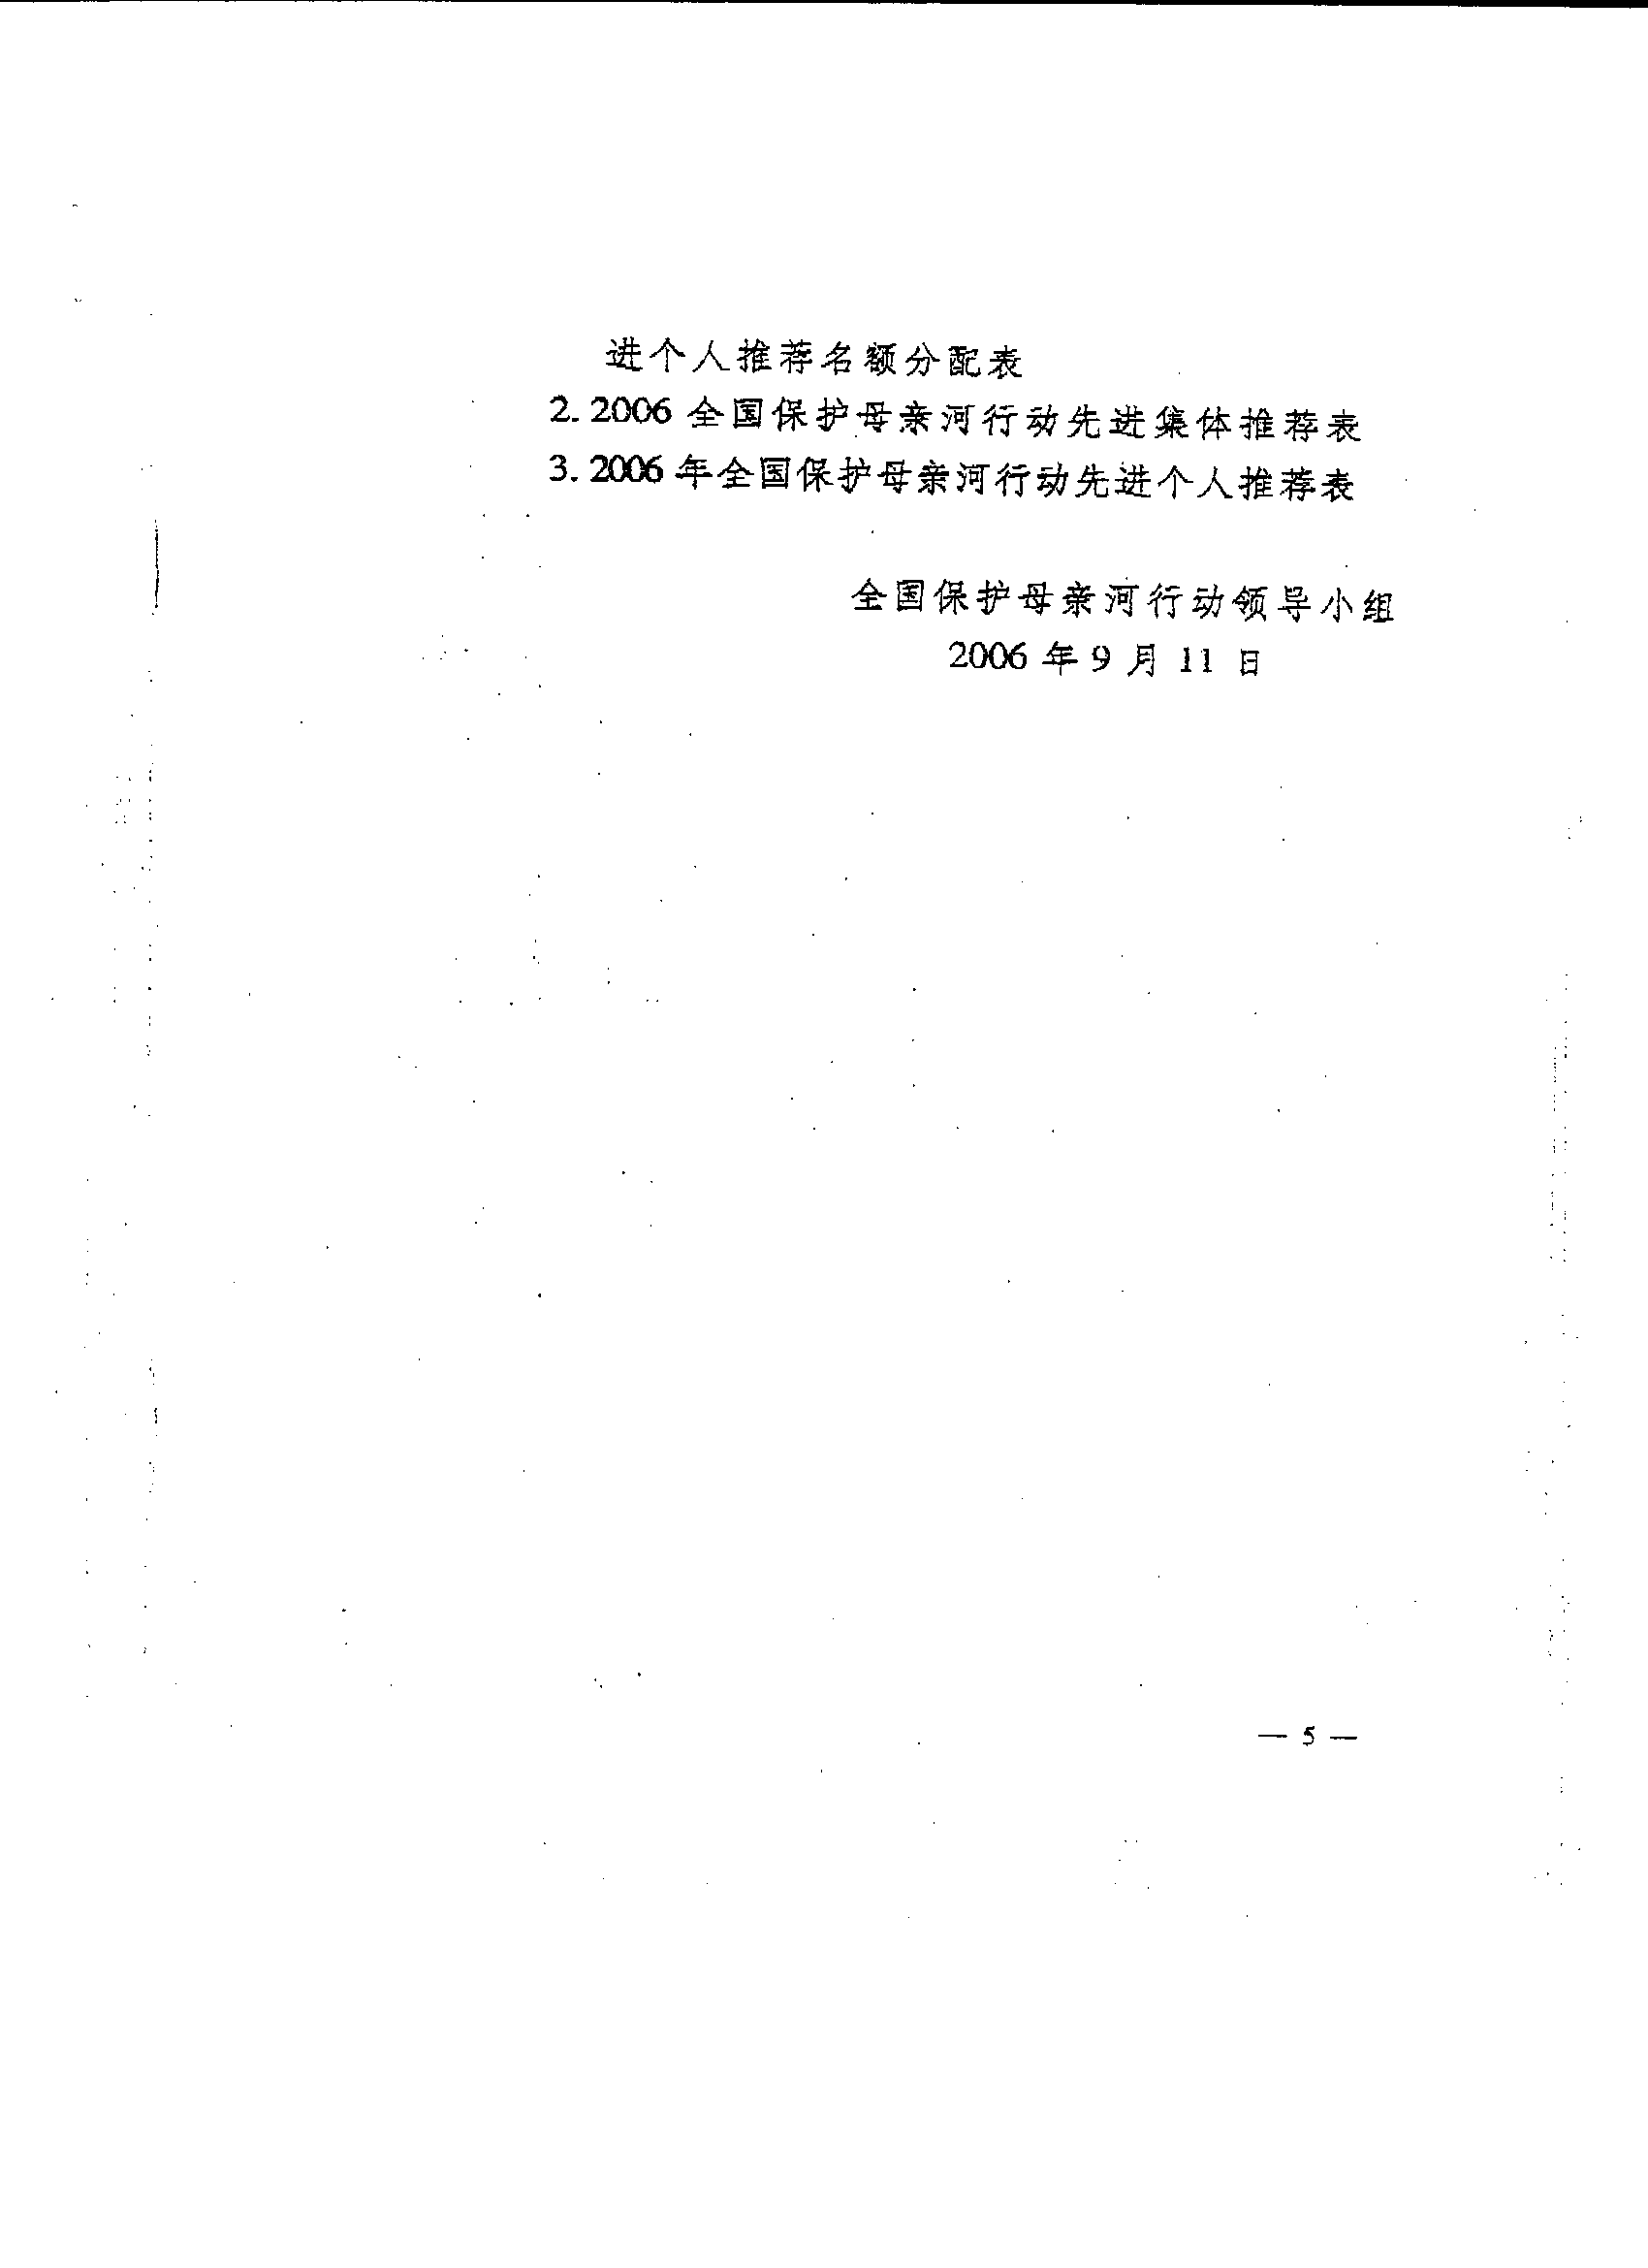 进个人推荐名额分配表
2. 2006 全国保护母亲河行动先进集体推荐表
3. 2006 年全国保护母亲河行动先进个人推荐表
全国保护母亲河行动领导小组
2006 年 9 月 11 日
— 5 —